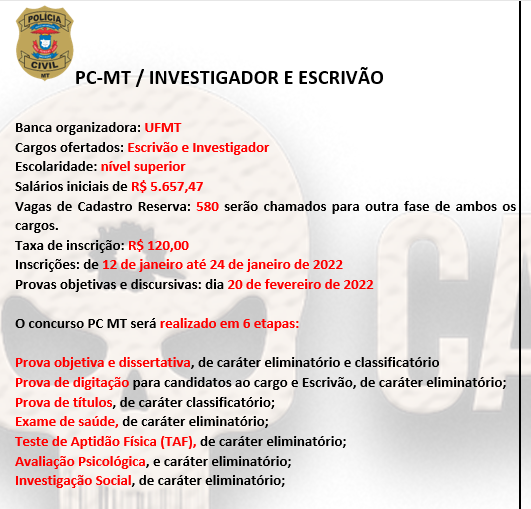 POLÍCIA
CIVIL
MT
PC-MT / INVESTIGADOR E ESCRIVÃO
Banca organizadora: UFMT
Cargos ofertados: Escrivão e Investigador
Escolaridade: nível superior
Salários iniciais de R$ 5.657,47
Vagas de Cadastro Reserva: 580 serão chamados para outra fase de ambos os
cargos.
Taxa de inscrição: R$ 120,00
Inscrições: de 12 de janeiro até 24 de janeiro de 2022
Provas objetivas e discursivas: dia 20 de fevereiro de 2022
O concurso PC MT será realizado em 6 etapas:
Prova objetiva e dissertativa, de caráter eliminatório e classificatório
Prova de digitação para candidatos ao cargo e Escrivão, de caráter eliminatório;
Prova de títulos, de caráter classificatório;
Exame de saúde, de caráter eliminatório;
Teste de Aptidão Física (TAF), de caráter eliminatório;
Avaliação Psicológica, e caráter eliminatório;
Investigação Social, de caráter eliminatório;
CA